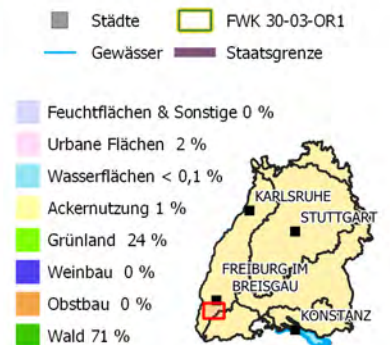 Städte
FWK 30-03-OR1
Gewässer
Staatsgrenze
Feuchtflächen & Sonstige 0 %
Urbane Flächen 2 %
Wasserflächen < 0,1 %
Ackernutzung 1 %
Grünland 24 %
Weinbau 0 %
Obstbau 0 %
Wald 71 %
KARLSRUHE
STUTTGART
FREIBURG IM
BREISGAU
KONSTANZ